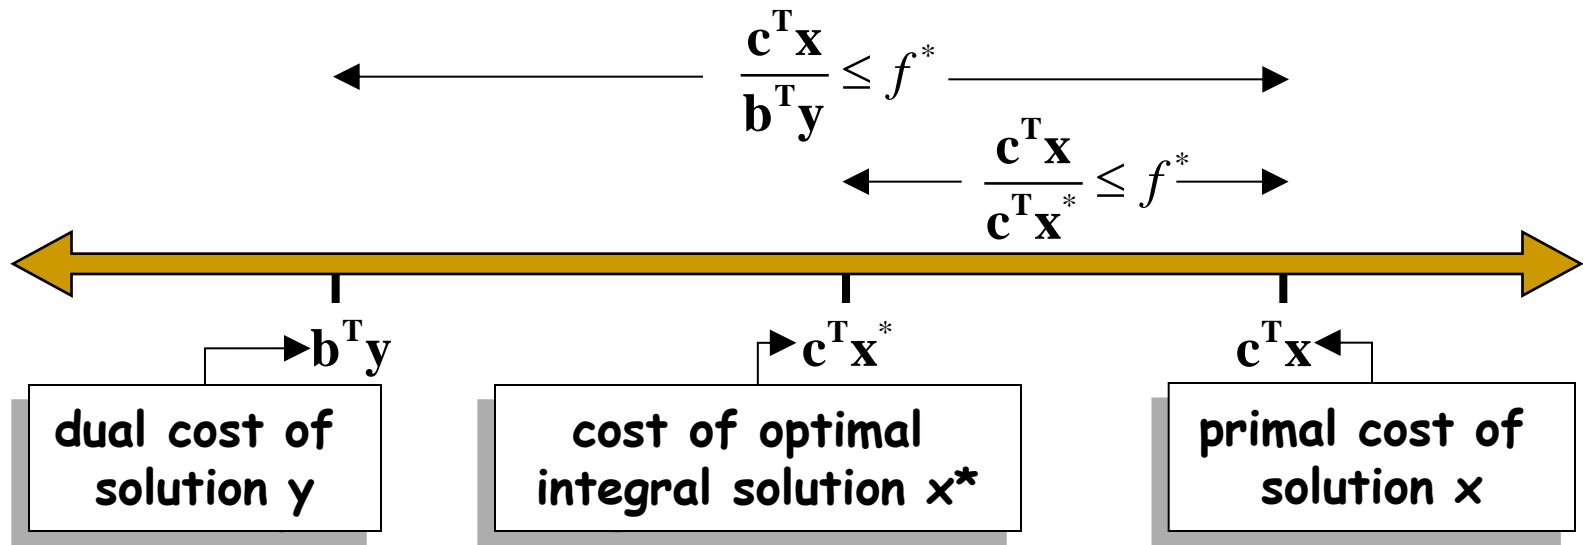 c^T x / b^T y ≤ f*
c^T x / c^T x* ≤ f*
b^T y
c^T x*
c^T x
dual cost of
solution y
cost of optimal
integral solution x*
primal cost of
solution x